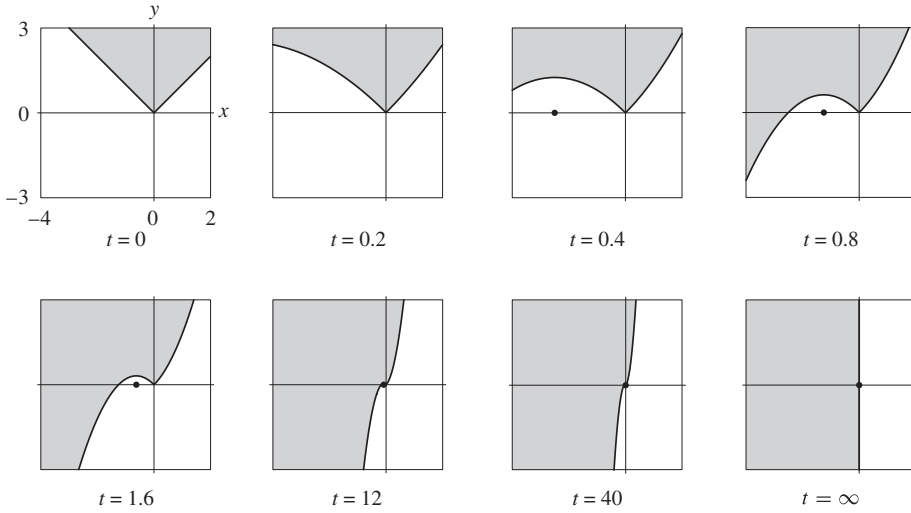 y
3
0
x
−3
−4
0
2
t = 0
t = 0.2
t = 0.4
t = 0.8
t = 1.6
t = 12
t = 40
t = ∞